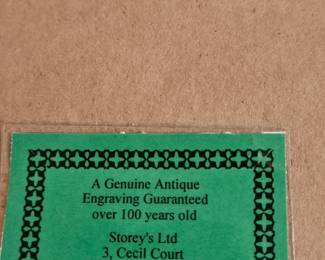 A Genuine Antique
Engraving Guaranteed
over 100 years old
Storey's Ltd
3, Cecil Court